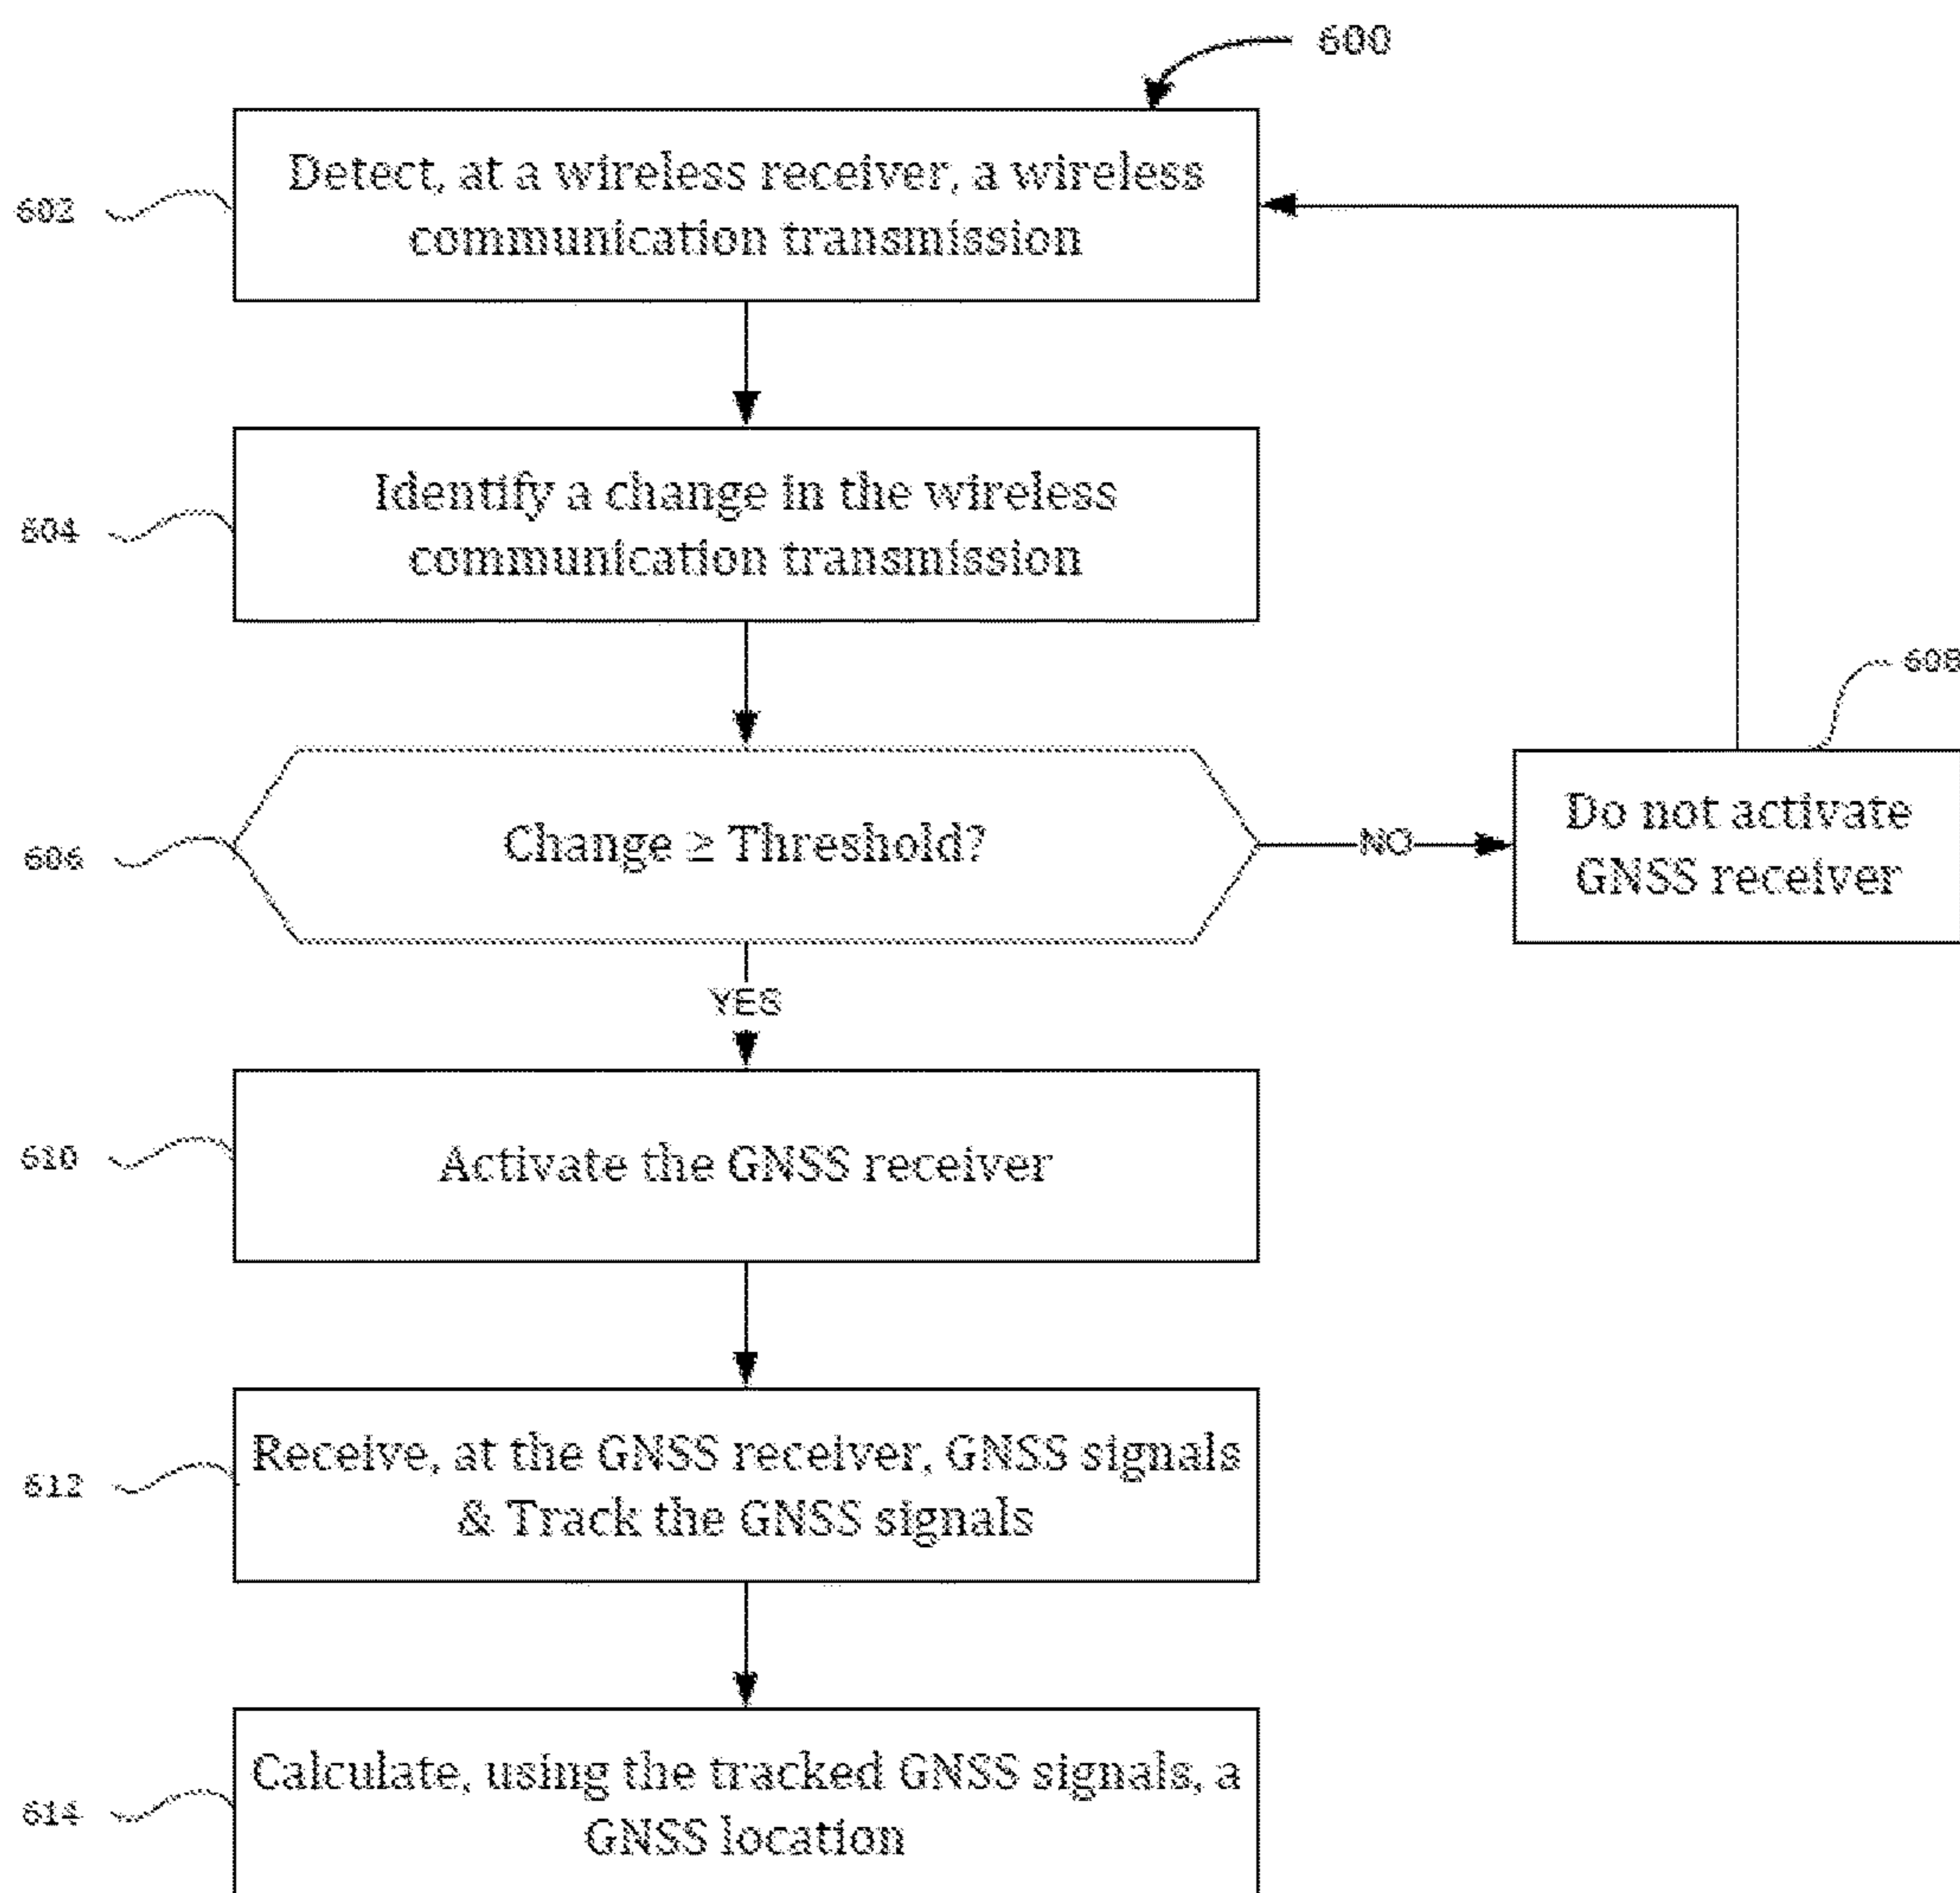 600
602
Detect, at a wireless receiver, a wireless
communication transmission
604
Identify a change in the wireless
communication transmission
606
Change ≥ Threshold?
NO
608
Do not activate
GNSS receiver
YES
610
Activate the GNSS receiver
612
Receive, at the GNSS receiver, GNSS signals
& Track the GNSS signals
614
Calculate, using the tracked GNSS signals, a
GNSS location